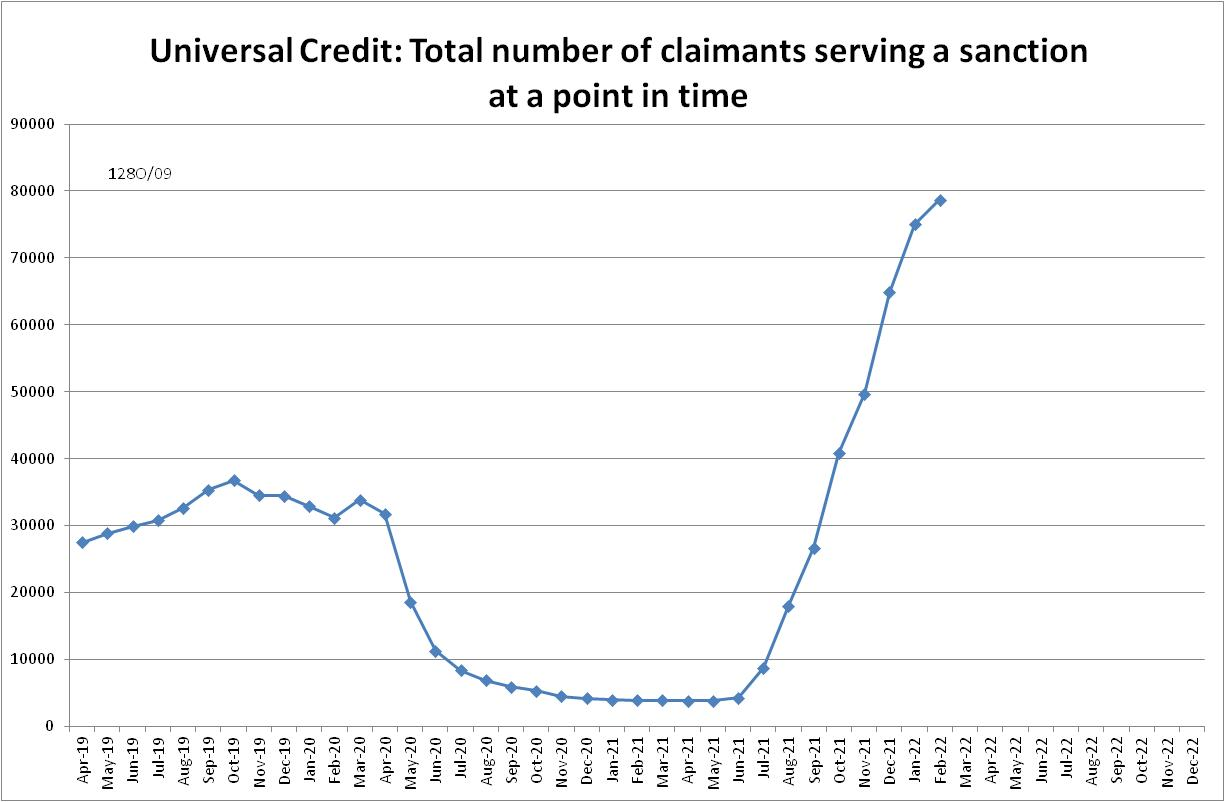 Universal Credit: Total number of claimants serving a sanction
at a point in time
90000
128O/09
80000
70000
60000
50000
40000
30000
20000
10000
0
Apr-19
May-19
Jun-19
Jul-19
Aug-19
Sep-19
Oct-19
Nov-19
Dec-19
Jan-20
Feb-20
Mar-20
Apr-20
May-20
Jun-20
Jul-20
Aug-20
Sep-20
Oct-20
Nov-20
Dec-20
Jan-21
Feb-21
Mar-21
Apr-21
May-21
Jun-21
Jul-21
Aug-21
Sep-21
Oct-21
Nov-21
Dec-21
Jan-22
Feb-22
Mar-22
Apr-22
May-22
Jun-22
Jul-22
Aug-22
Sep-22
Oct-22
Nov-22
Dec-22